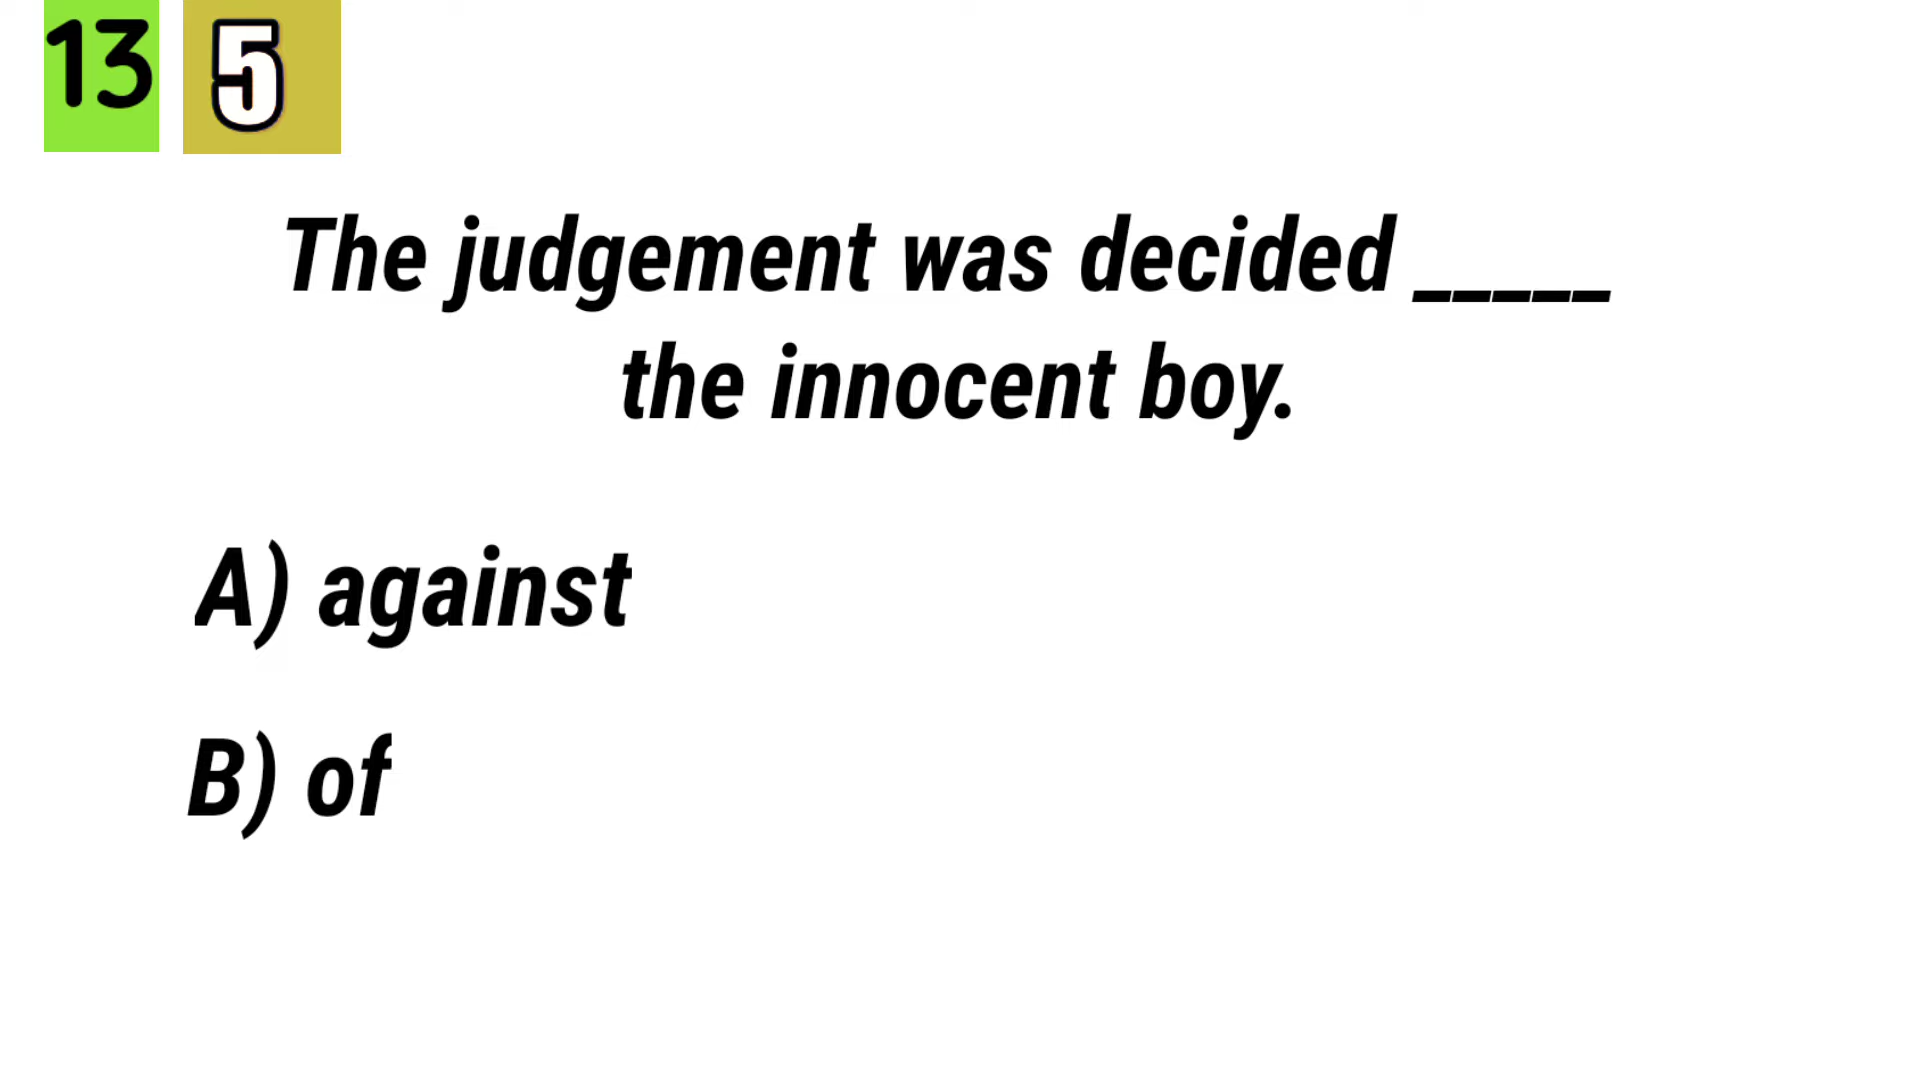 13 5
The judgement was decided _____
the innocent boy.
A) against
B) of